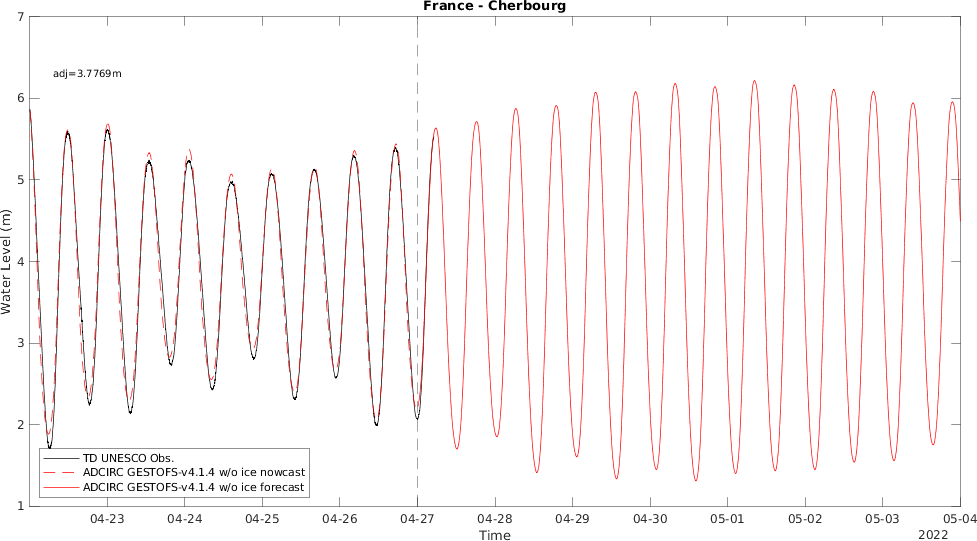 France - Cherbourg
7
adj=3.7769m
6
5
4
3
2
1
Water Level (m)
TD UNESCO Obs.
ADCIRC GESTOFS-v4.1.4 w/o ice nowcast
ADCIRC GESTOFS-v4.1.4 w/o ice forecast
04-23 04-24 04-25 04-26 04-27 04-28 04-29 04-30 05-01 05-02 05-03 05-04
Time
2022